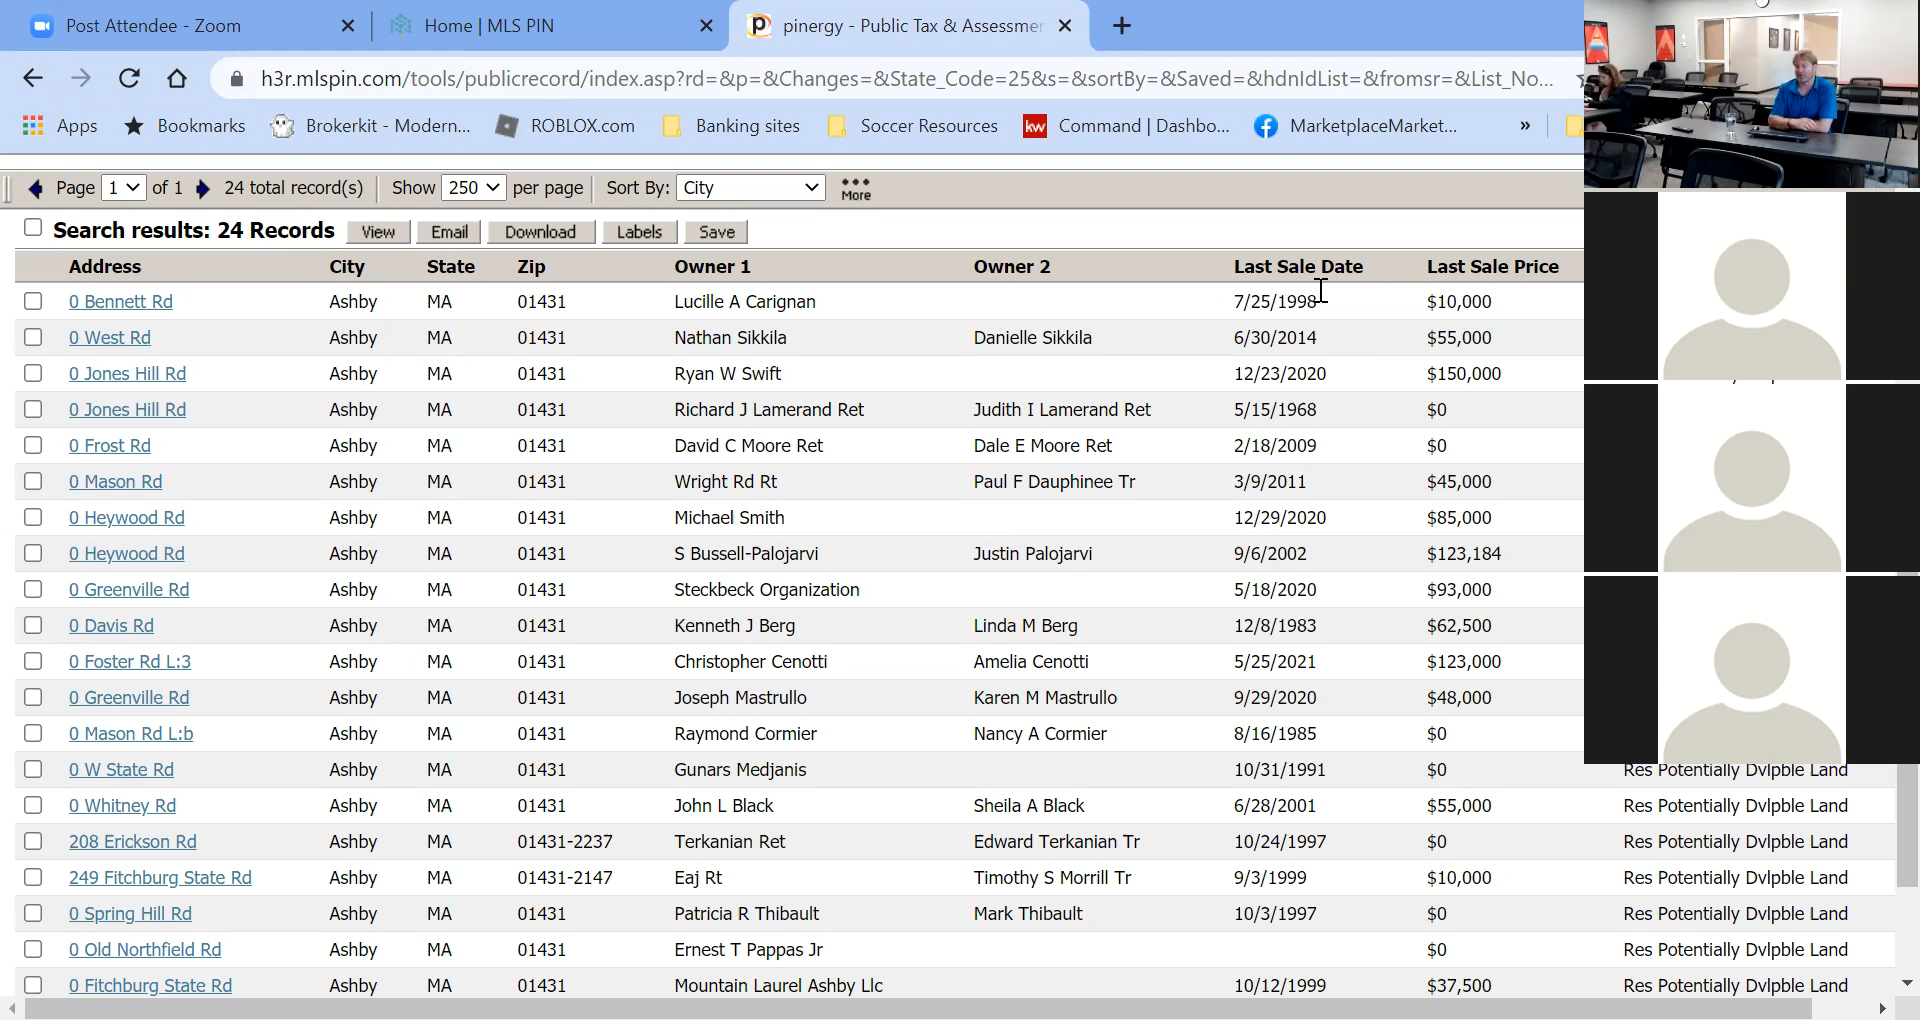 Post Attendee - Zoom
Home | MLS PIN
pinergy - Public Tax & Assessmer
h3r.mlspin.com/tools/publicrecord/index.asp?rd=&p=&Changes=&State_Code=25&s=&sortBy=&Saved=&hdnIdList=&fromsr=&List_No...
Apps Bookmarks Brokerkit - Modern... ROBLOX.com Banking sites Soccer Resources kw Command | Dashbo... MarketplaceMarket... »
Page 1 of 1 24 total record(s) Show 250 per page Sort By: City More
Search results: 24 Records View Email Download Labels Save
Address City State Zip Owner 1 Owner 2 Last Sale Date Last Sale Price
0 Bennett Rd Ashby MA 01431 Lucille A Carignan 7/25/1998 $10,000
0 West Rd Ashby MA 01431 Nathan Sikkila Danielle Sikkila 6/30/2014 $55,000
0 Jones Hill Rd Ashby MA 01431 Ryan W Swift 12/23/2020 $150,000
0 Jones Hill Rd Ashby MA 01431 Richard J Lamerand Ret Judith I Lamerand Ret 5/15/1968 $0
0 Frost Rd Ashby MA 01431 David C Moore Ret Dale E Moore Ret 2/18/2009 $0
0 Mason Rd Ashby MA 01431 Wright Rd Rt Paul F Dauphinee Tr 3/9/2011 $45,000
0 Heywood Rd Ashby MA 01431 Michael Smith 12/29/2020 $85,000
0 Heywood Rd Ashby MA 01431 S Bussell-Palojarvi Justin Palojarvi 9/6/2002 $123,184
0 Greenville Rd Ashby MA 01431 Steckbeck Organization 5/18/2020 $93,000
0 Davis Rd Ashby MA 01431 Kenneth J Berg Linda M Berg 12/8/1983 $62,500
0 Foster Rd L:3 Ashby MA 01431 Christopher Cenotti Amelia Cenotti 5/25/2021 $123,000
0 Greenville Rd Ashby MA 01431 Joseph Mastrullo Karen M Mastrullo 9/29/2020 $48,000
0 Mason Rd L:b Ashby MA 01431 Raymond Cormier Nancy A Cormier 8/16/1985 $0
0 W State Rd Ashby MA 01431 Gunars Medjanis 10/31/1991 $0 Res Potentially Dvlpble Land
0 Whitney Rd Ashby MA 01431 John L Black Sheila A Black 6/28/2001 $55,000 Res Potentially Dvlpble Land
208 Erickson Rd Ashby MA 01431-2237 Terkanian Ret Edward Terkanian Tr 10/24/1997 $0 Res Potentially Dvlpble Land
249 Fitchburg State Rd Ashby MA 01431-2147 Eaj Rt Timothy S Morrill Tr 9/3/1999 $10,000 Res Potentially Dvlpble Land
0 Spring Hill Rd Ashby MA 01431 Patricia R Thibault Mark Thibault 10/3/1997 $0 Res Potentially Dvlpble Land
0 Old Northfield Rd Ashby MA 01431 Ernest T Pappas Jr $0 Res Potentially Dvlpble Land
0 Fitchburg State Rd Ashby MA 01431 Mountain Laurel Ashby Llc 10/12/1999 $37,500 Res Potentially Dvlpble Land